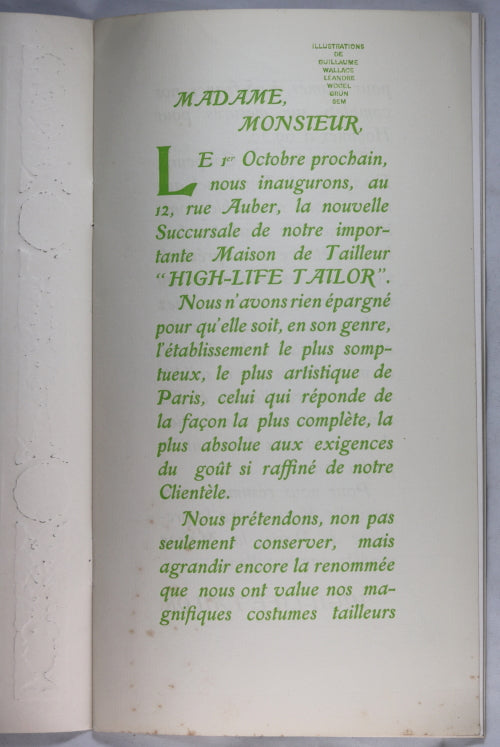 ILLUSTRATIONS
DE
GUILLAUME
WALLACE
LEANDRE
WODEL
GRÜN
SEM
MADAME,
MONSIEUR,
LE 1er Octobre prochain,
nous inaugurons, au
12, rue Auber, la nouvelle
Succursale de notre impor-
tante Maison de Tailleur
“HIGH-LIFE TAILOR”.
Nous n'avons rien épargné
pour qu'elle soit, en son genre,
l'établissement le plus somp-
tueux, le plus artistique de
Paris, celui qui réponde de
la façon la plus complète, la
plus absolue aux exigences
du goût si raffiné de notre
Clientèle.
Nous prétendons, non pas
seulement conserver, mais
agrandir encore la renommée
que nous ont value nos ma-
gnifiques costumes tailleurs